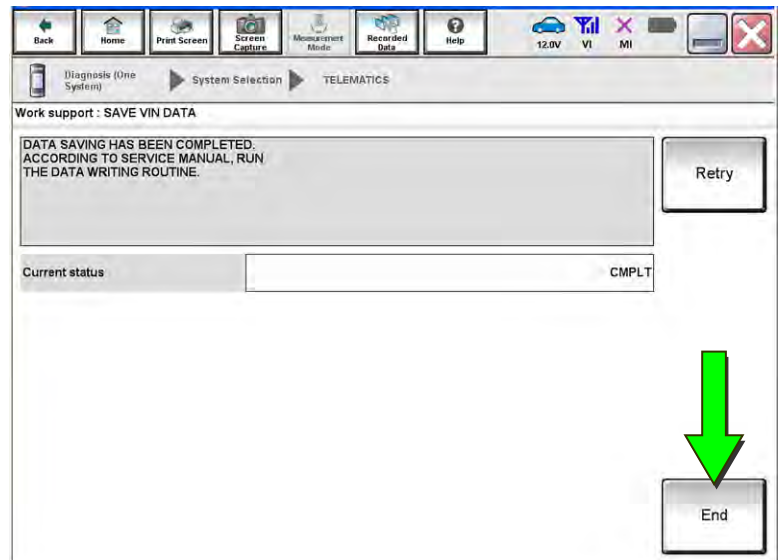 Back
Home
Print Screen
Screen
Capture
Measurement
Mode
Recorded
Data
Help
12.0V
VI
MI
Diagnosis (One
System)
System Selection
TELEMATICS
Work support : SAVE VIN DATA
DATA SAVING HAS BEEN COMPLETED.
ACCORDING TO SERVICE MANUAL, RUN
THE DATA WRITING ROUTINE.
Retry
Current status
CMPLT
End